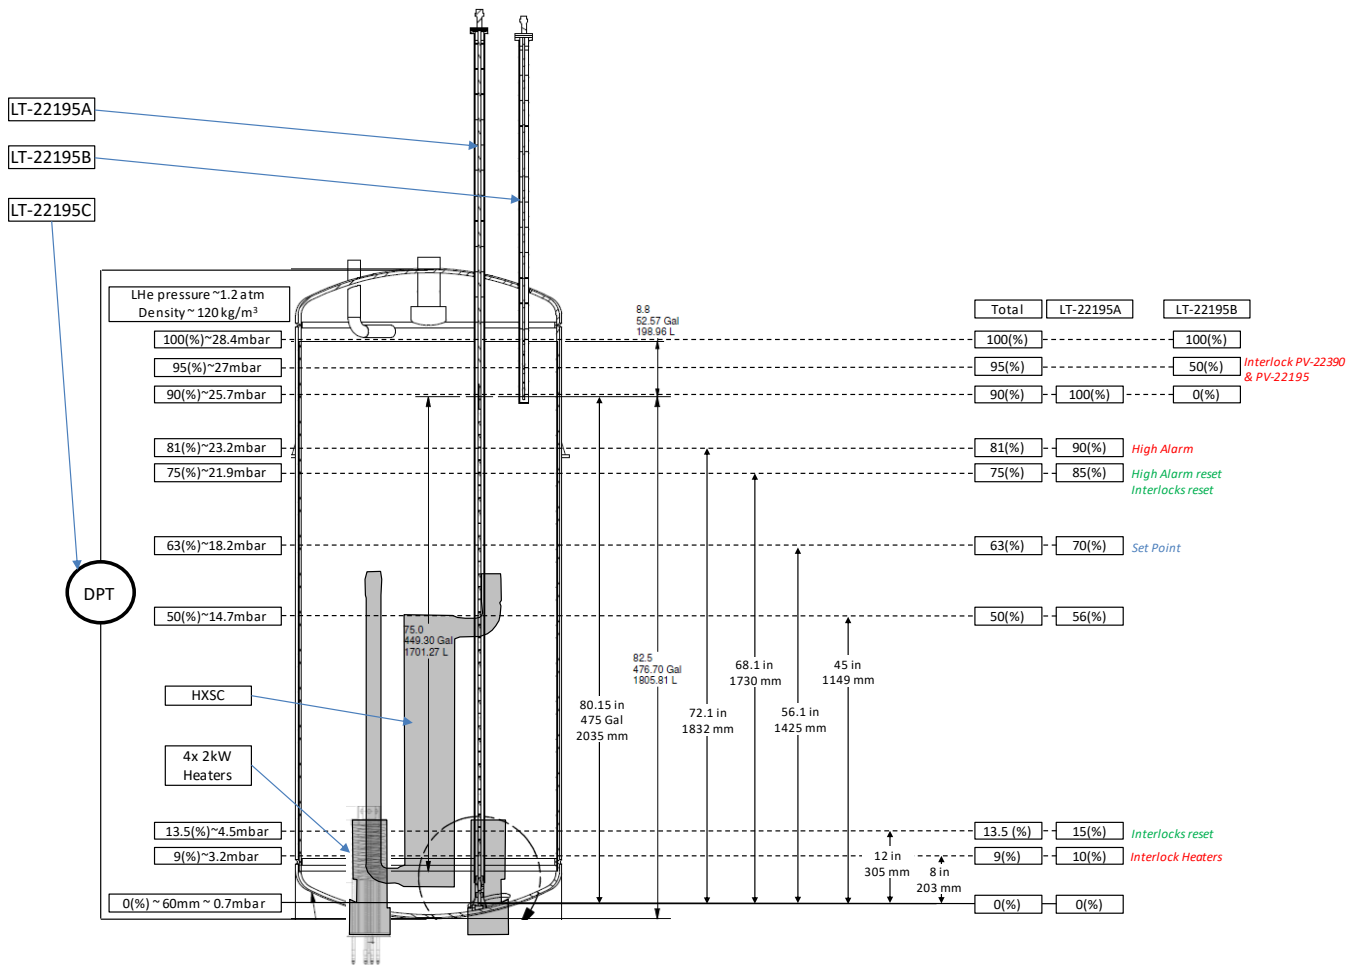 LT-22195A
LT-22195B
LT-22195C
LHe pressure ~1.2 atm
Density ~ 120 kg/m³
100(%)~28.4mbar
95(%)~27mbar
90(%)~25.7mbar
81(%)~23.2mbar
75(%)~21.9mbar
63(%)~18.2mbar
DPT
50(%)~14.7mbar
HXSC
4x 2kW
Heaters
13.5(%)~4.5mbar
9(%)~3.2mbar
0(%) ~ 60mm ~ 0.7mbar
8.8
52.57 Gal
198.96 L
75.0
449.30 Gal
1701.27 L
82.5
476.70 Gal
1805.81 L
80.15 in
475 Gal
2035 mm
72.1 in
1832 mm
68.1 in
1730 mm
56.1 in
1425 mm
45 in
1149 mm
12 in
305 mm
8 in
203 mm
Total LT-22195A LT-22195B
100(%) 100(%)
95(%) 50(%) Interlock PV-22390
& PV-22195
90(%) 100(%) 0(%)
81(%) 90(%) High Alarm
75(%) 85(%) High Alarm reset
Interlocks reset
63(%) 70(%) Set Point
50(%) 56(%)
13.5 (%) 15(%) Interlocks reset
9(%) 10(%) Interlock Heaters
0(%) 0(%)